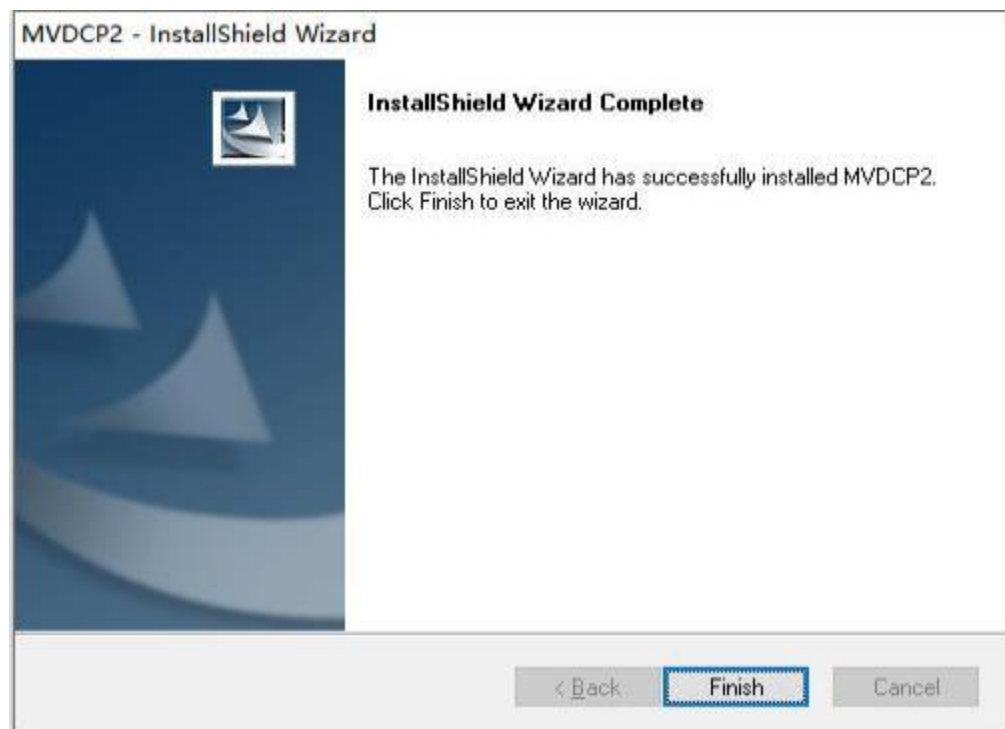 MVDCP2 - InstallShield Wizard
InstallShield Wizard Complete
The InstallShield Wizard has successfully installed MVDCP2.
Click Finish to exit the wizard.
< Back
Finish
Cancel